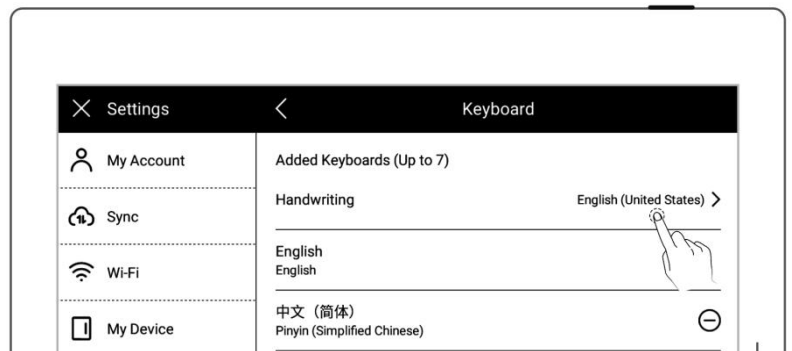 Settings
Keyboard
My Account
Sync
Wi-Fi
My Device
Added Keyboards (Up to 7)
Handwriting
English (United States)
English
English
中文（简体）
Pinyin (Simplified Chinese)